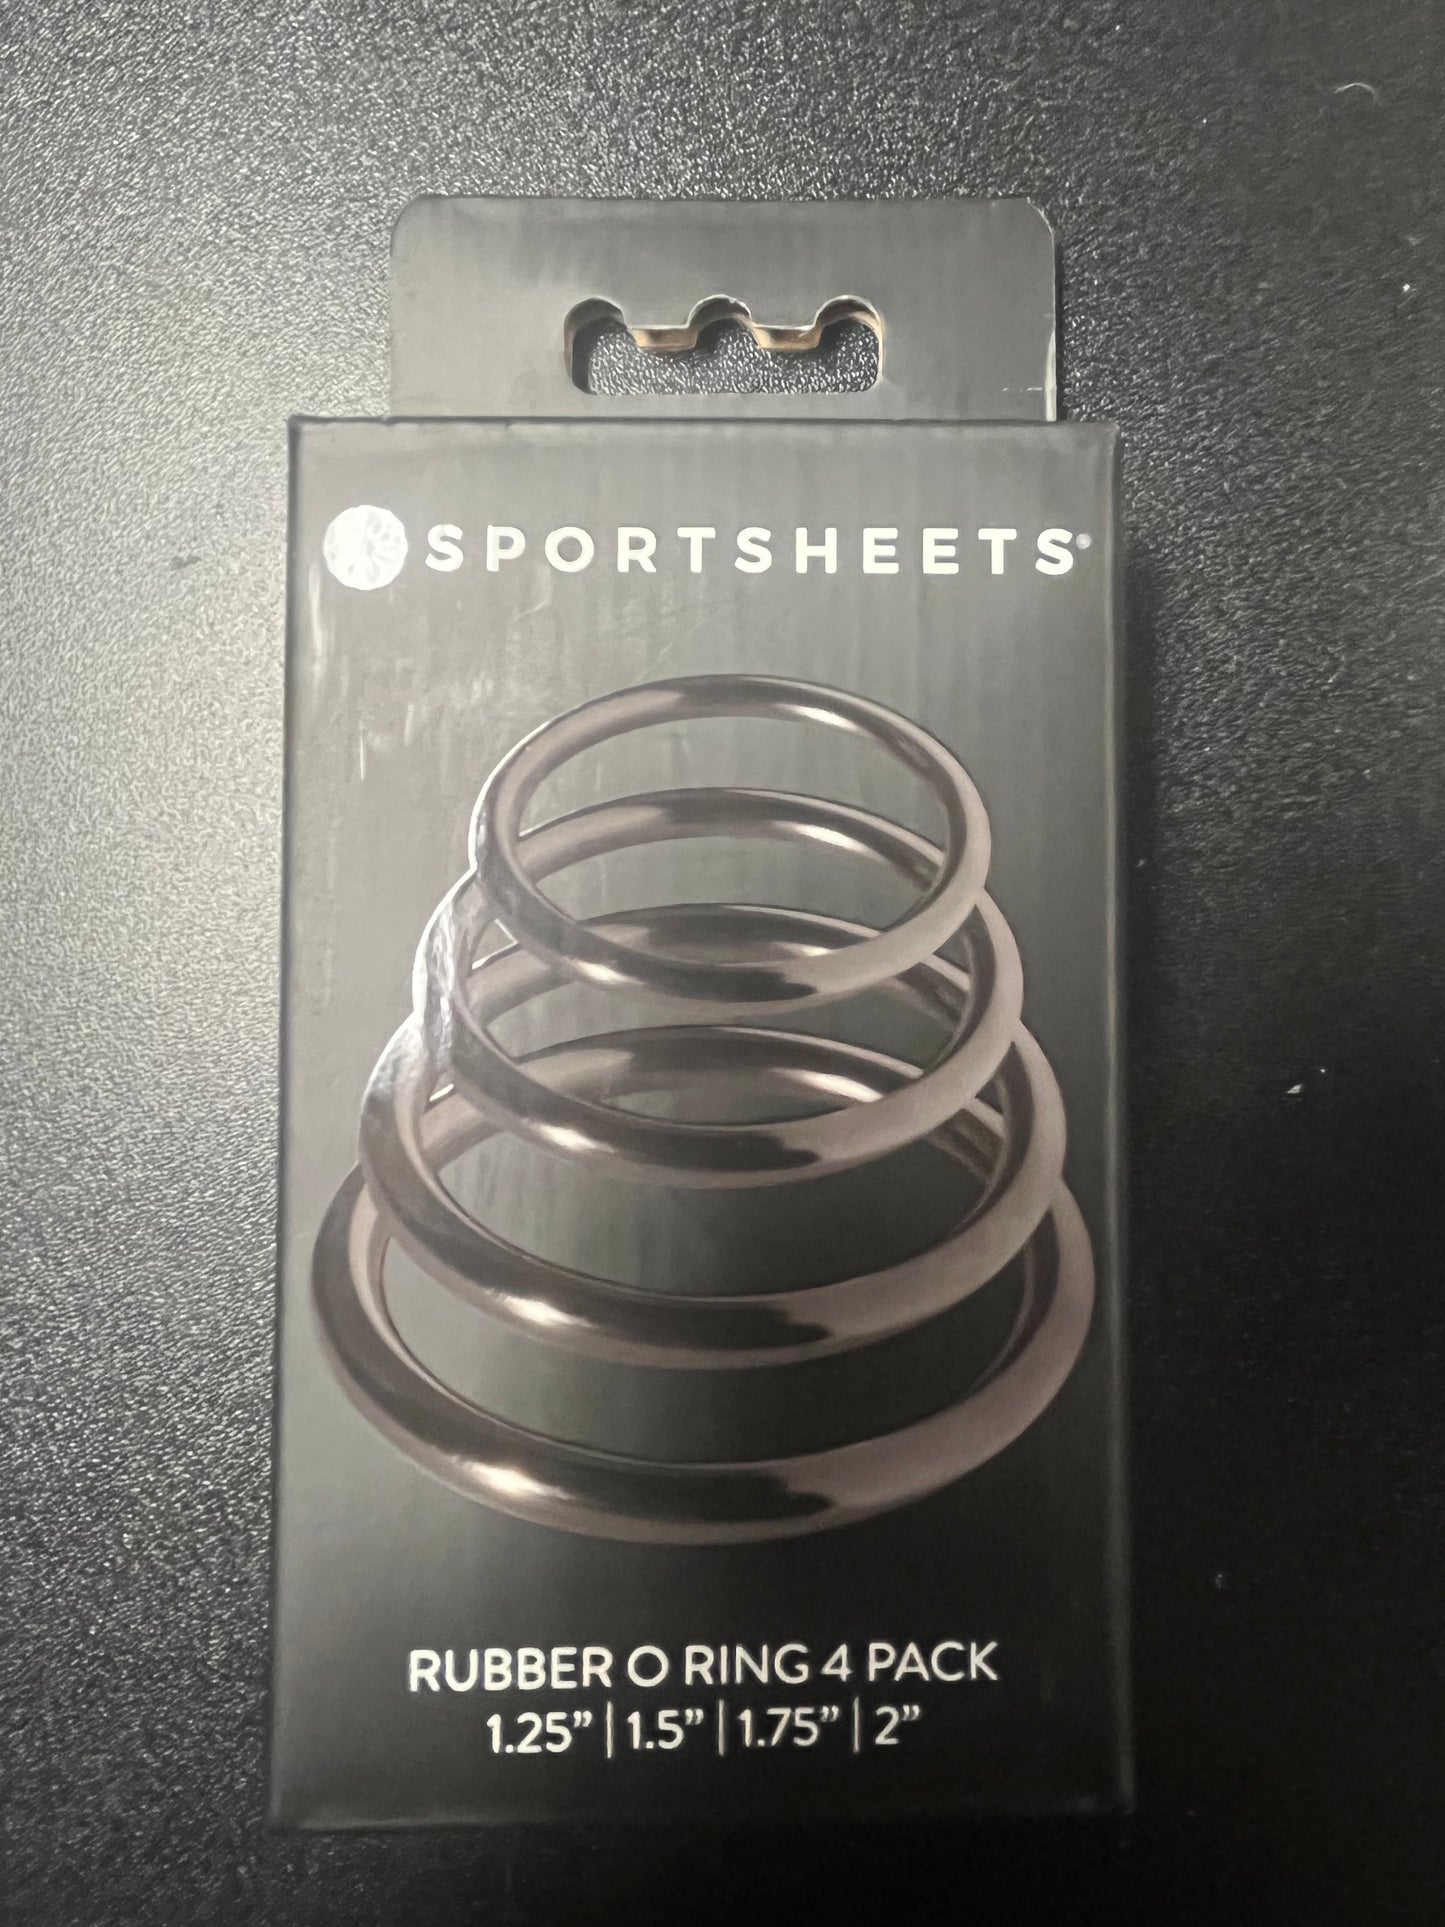 SPORTSHEETS®
RUBBER O RING 4 PACK
1.25” | 1.5” | 1.75” | 2”